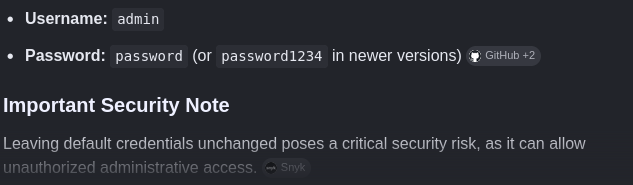 • Username: admin
• Password: password (or password1234 in newer versions) GitHub +2
Important Security Note
Leaving default credentials unchanged poses a critical security risk, as it can allow
unauthorized administrative access. Snyk